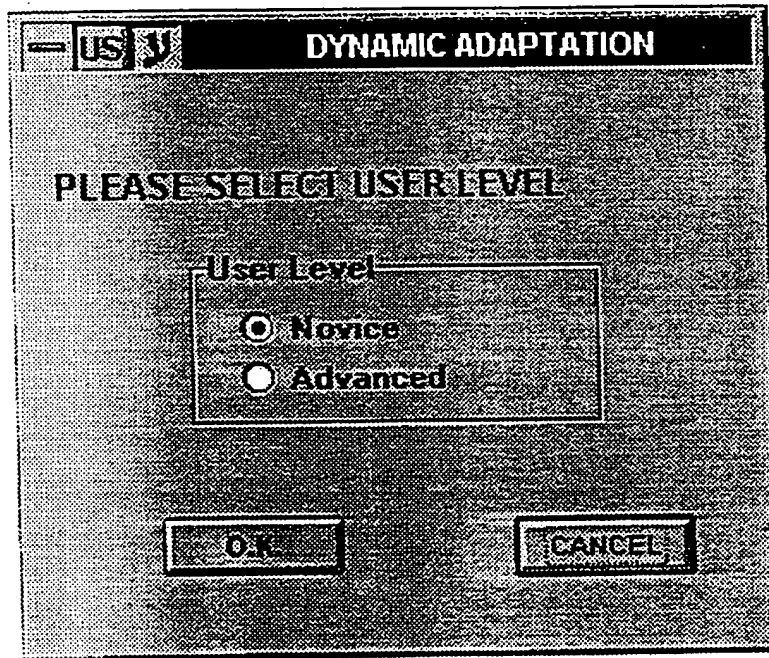 US DYNAMIC ADAPTATION
PLEASE SELECT USER LEVEL
User Level
Novice
Advanced
O.K. CANCEL